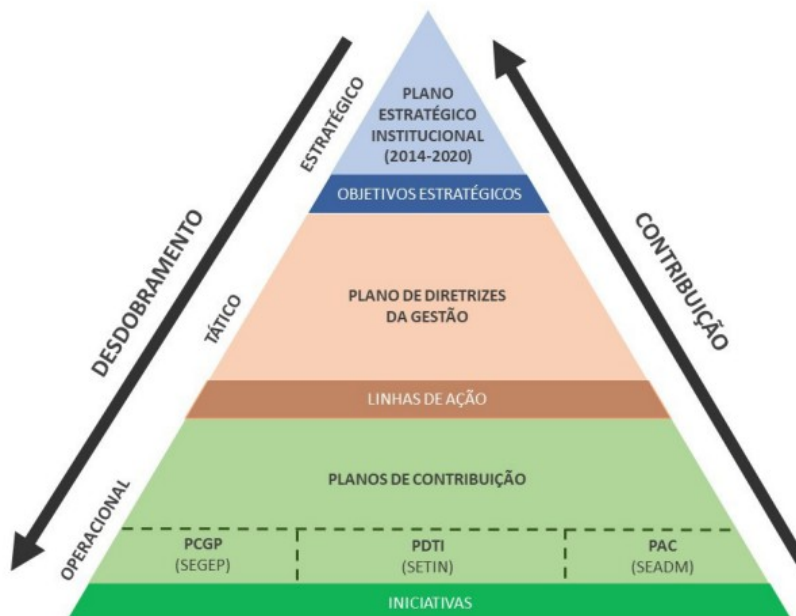 PLANO
ESTRATÉGICO
INSTITUCIONAL
(2014-2020)
OBJETIVOS ESTRATÉGICOS
PLANO DE DIRETRIZES
DA GESTÃO
LINHAS DE AÇÃO
PLANOS DE CONTRIBUIÇÃO
PCGP
(SEGEP)
PDTI
(SETIN)
PAC
(SEADM)
INICIATIVAS
ESTRATÉGICO
TÁTICO
OPERACIONAL
DESDOBRAMENTO
CONTRIBUIÇÃO